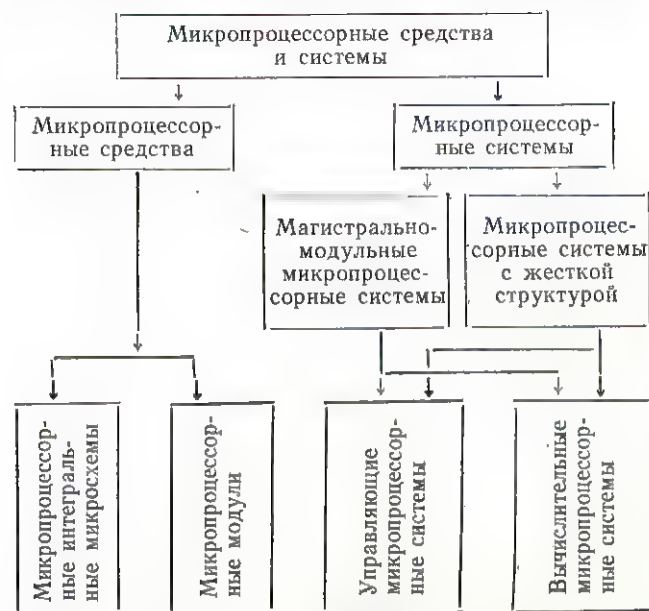 Микропроцессорные средства
и системы
Микропроцессор-
ные средства
Микропроцессор-
ные системы
Магистрально-
модульные
микропроцес-
сорные системы
Микропроцес-
сорные системы
с жесткой
структурой
Микропроцессор-
ные интеграль-
ные микросхемы
Микропроцессор-
ные модули
Управляющие
микропроцессор-
ные системы
Вычислительные
микропроцессор-
ные системы